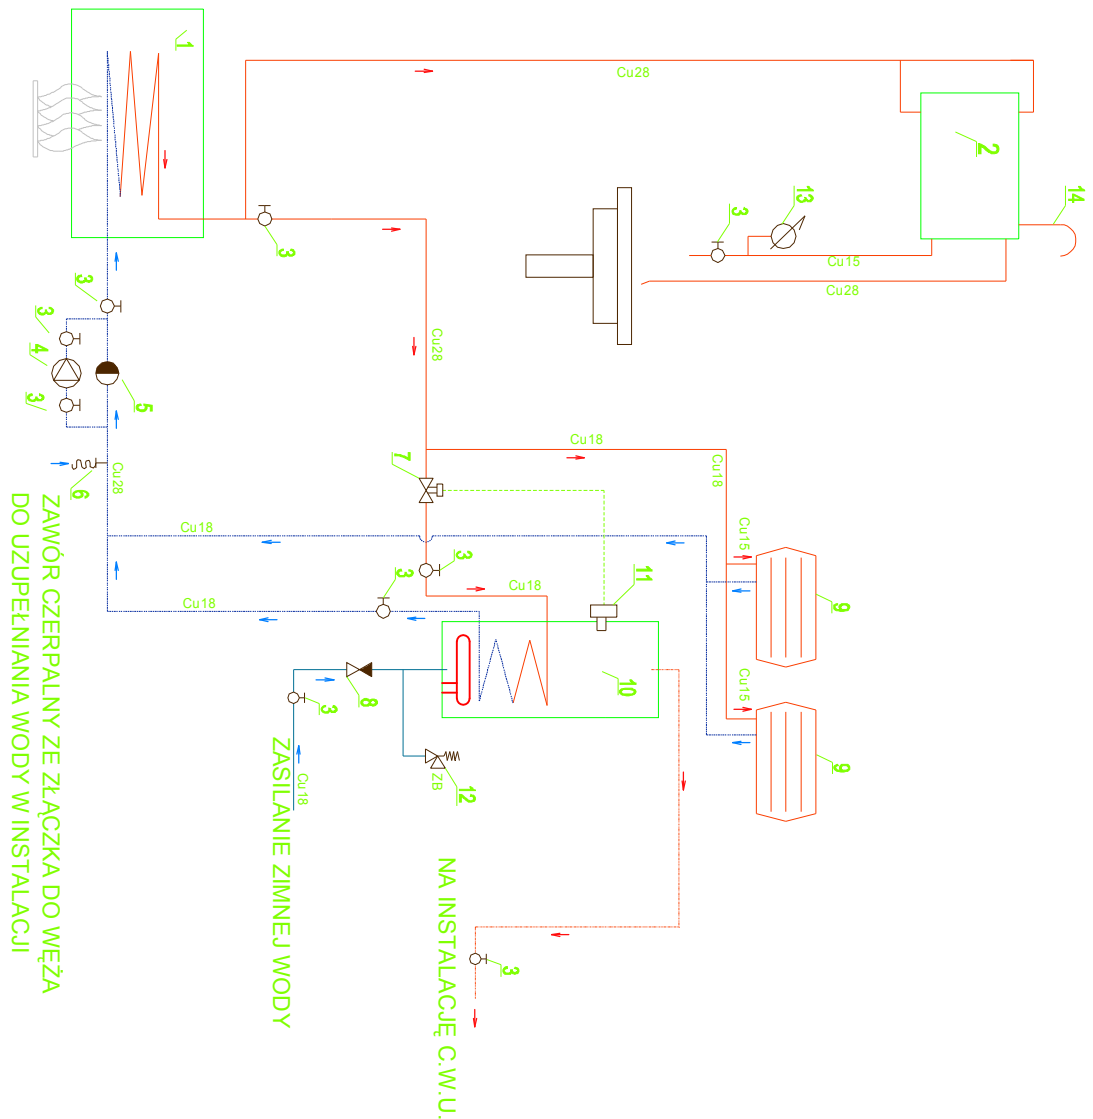 1
Cu28
2
3
13
3
14
Cu15
Cu28
3
3
4
3
5
Cu28
7
Cu18
Cu18
6
Cu28
Cu18
3
3
Cu18
Cu18
11
Cu15
9
10
Cu15
9
8
3
12
ZB
Cu18
3
ZASILANIE ZIMNEJ WODY
NA INSTALACJĘ C.W.U.
ZAWÓR CZERPALNY ZE ZŁĄCZKA DO WĘŻA
DO UZUPEŁNIANIA WODY W INSTALACJI